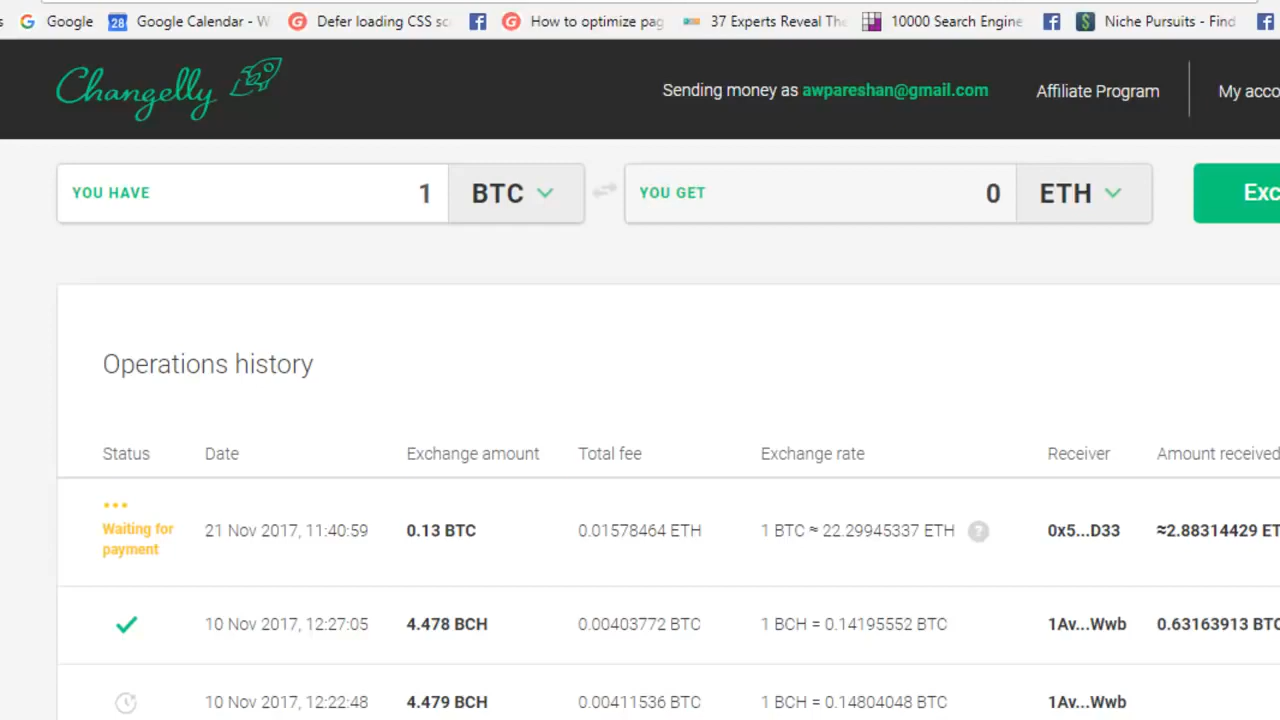 s Google Google Calendar - W Defer loading CSS sc How to optimize pag 37 Experts Reveal The 10000 Search Engine Niche Pursuits - Find
28
Changelly
Sending money as awpareshan@gmail.com Affiliate Program My acco
YOU HAVE 1 BTC YOU GET 0 ETH Exc
Operations history
Status Date Exchange amount Total fee Exchange rate Receiver Amount received
Waiting for
payment
21 Nov 2017, 11:40:59 0.13 BTC 0.01578464 ETH 1 BTC ≈ 22.29945337 ETH ? 0x5...D33 ≈2.88314429 ET
10 Nov 2017, 12:27:05 4.478 BCH 0.00403772 BTC 1 BCH = 0.14195552 BTC 1Av...Wwb 0.63163913 BTC
10 Nov 2017, 12:22:48 4.479 BCH 0.00411536 BTC 1 BCH = 0.14804048 BTC 1Av...Wwb